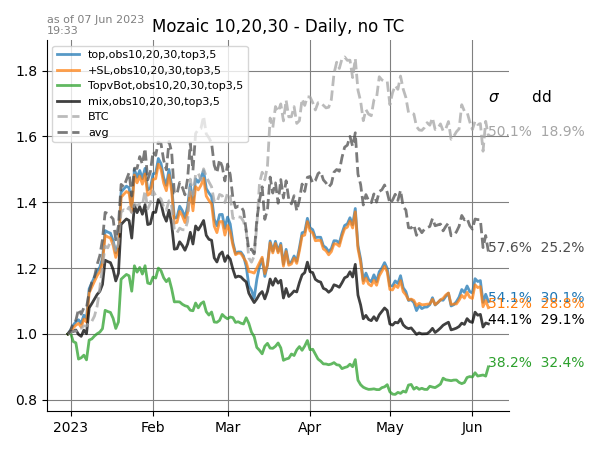 as of 07 Jun 2023
19:33
Mozaic 10,20,30 - Daily, no TC
top,obs10,20,30,top3,5
+SL,obs10,20,30,top3,5
TopvBot,obs10,20,30,top3,5
mix,obs10,20,30,top3,5
BTC
avg
σ dd
50.1% 18.9%
57.6% 25.2%
54.1% 30.1%
51.2% 28.8%
44.1% 29.1%
38.2% 32.4%
1.8
1.6
1.4
1.2
1.0
0.8
2023 Feb Mar Apr May Jun